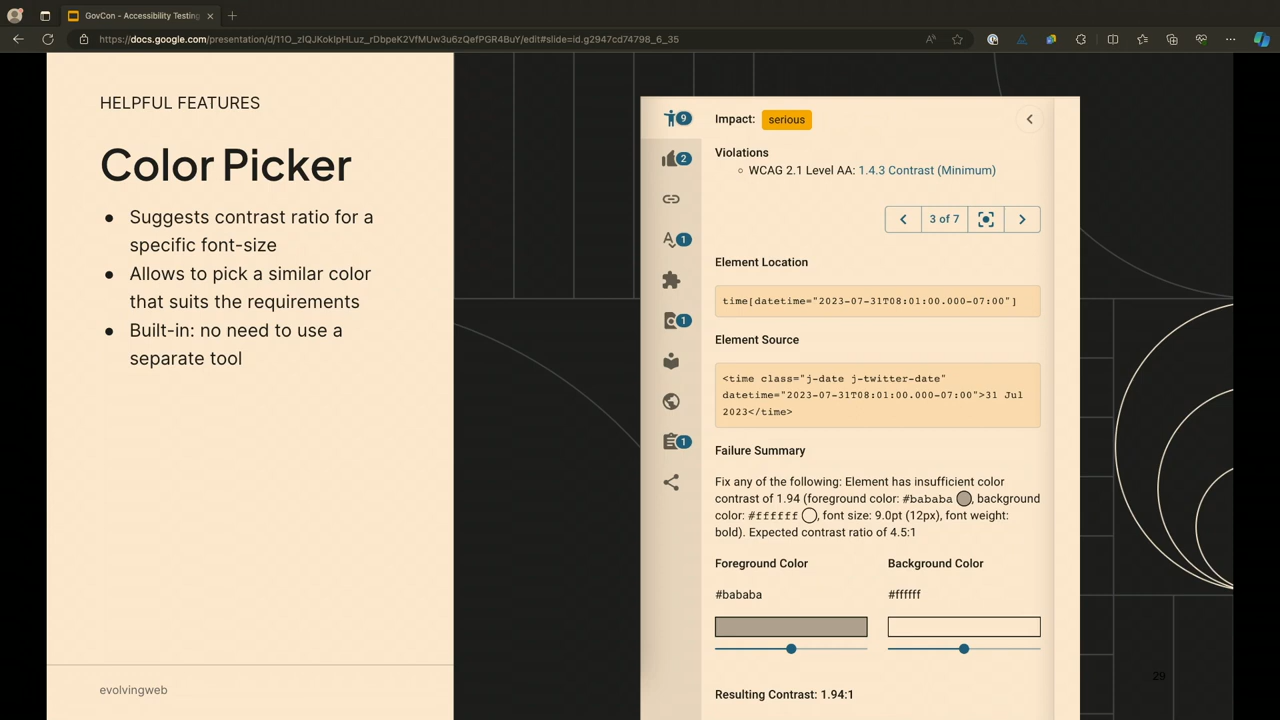 GovCon - Accessibility Testing
https://docs.google.com/presentation/d/11O_zlQJKokIpHLuz_rDbpeK2VfMUw3u6zQefPGR4BuY/edit#slide=id.g2947cd74798_6_35
HELPFUL FEATURES
Color Picker
● Suggests contrast ratio for a
specific font-size
● Allows to pick a similar color
that suits the requirements
● Built-in: no need to use a
separate tool
evolvingweb
9
2
1
1
1
Impact: serious
Violations
○ WCAG 2.1 Level AA: 1.4.3 Contrast (Minimum)
3 of 7
Element Location
time[datetime="2023-07-31T08:01:00.000-07:00"]
Element Source
<time class="j-date j-twitter-date"
datetime="2023-07-31T08:01:00.000-07:00">31 Jul
2023</time>
Failure Summary
Fix any of the following: Element has insufficient color
contrast of 1.94 (foreground color: #bababa , background
color: #ffffff , font size: 9.0pt (12px), font weight:
bold). Expected contrast ratio of 4.5:1
Foreground Color Background Color
#bababa #ffffff
Resulting Contrast: 1.94:1
29